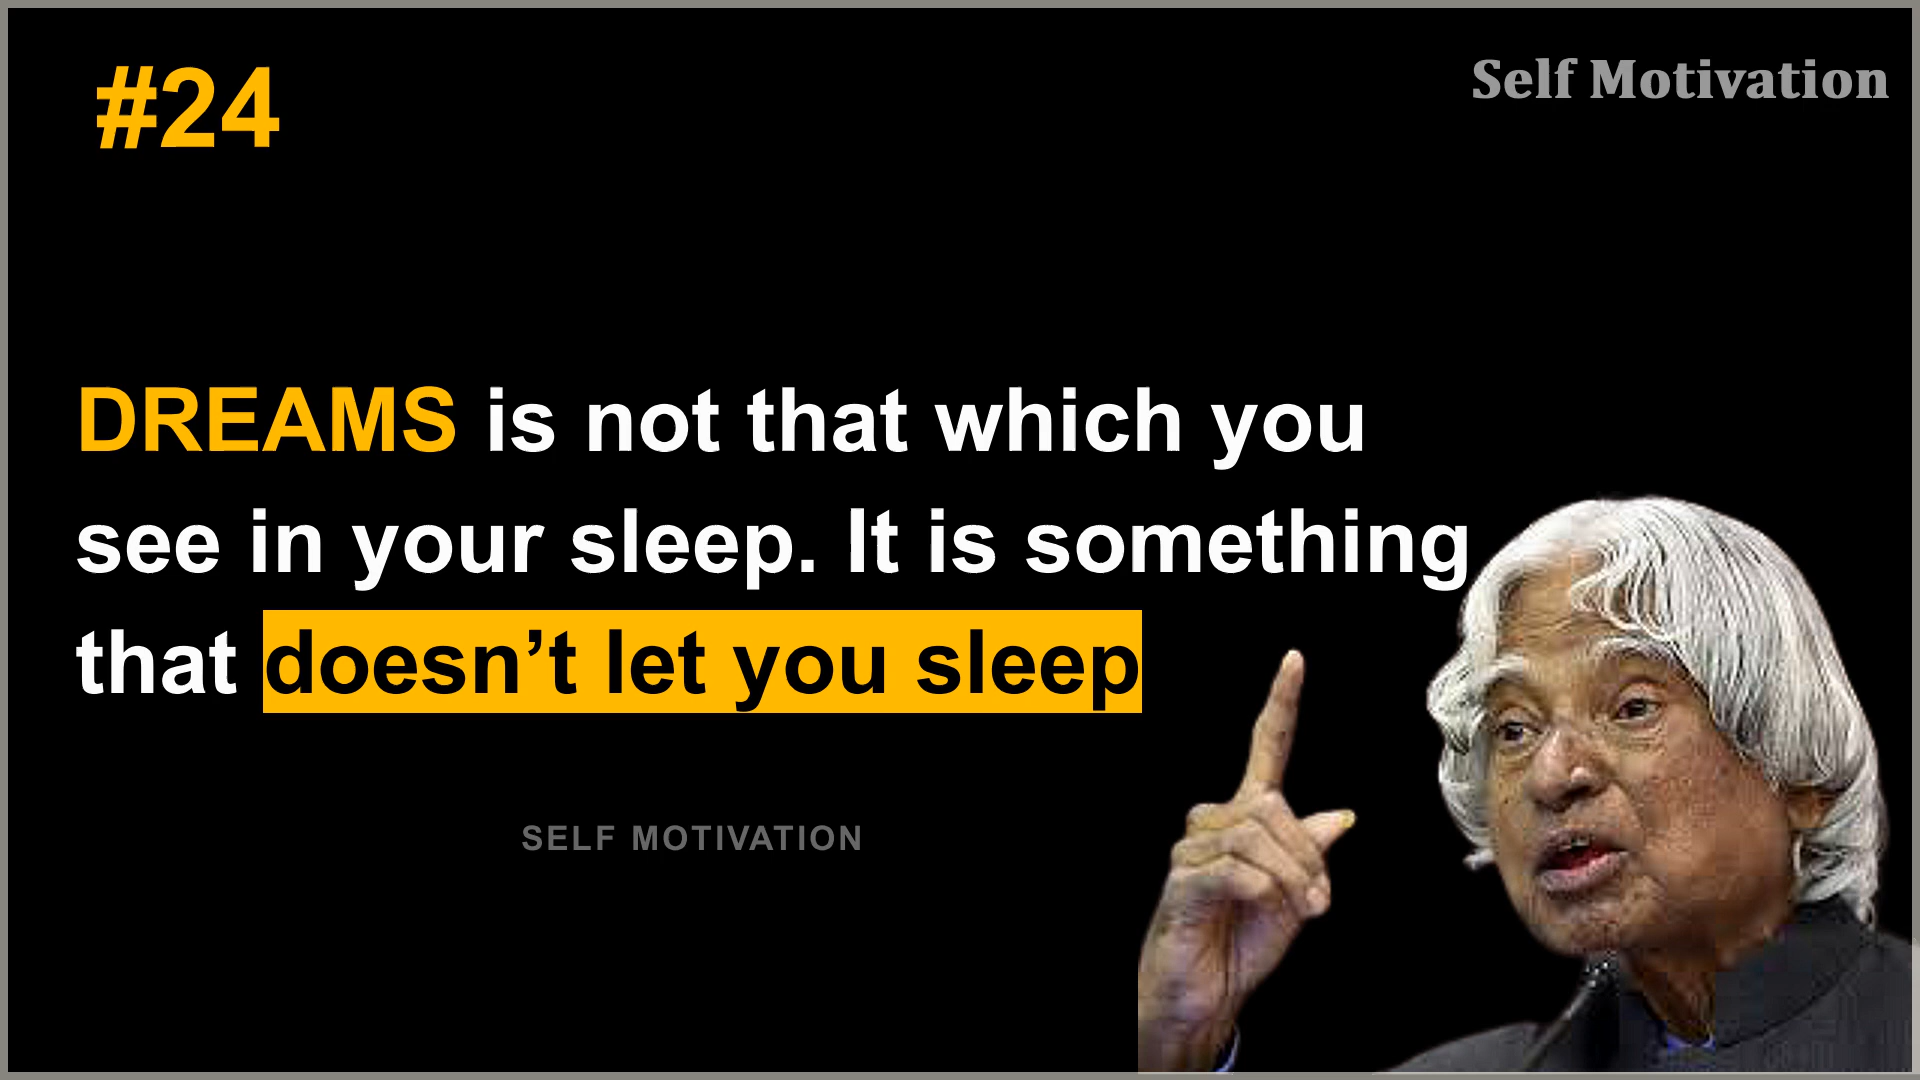 #24
Self Motivation
DREAMS is not that which you
see in your sleep. It is something
that doesn’t let you sleep
SELF MOTIVATION